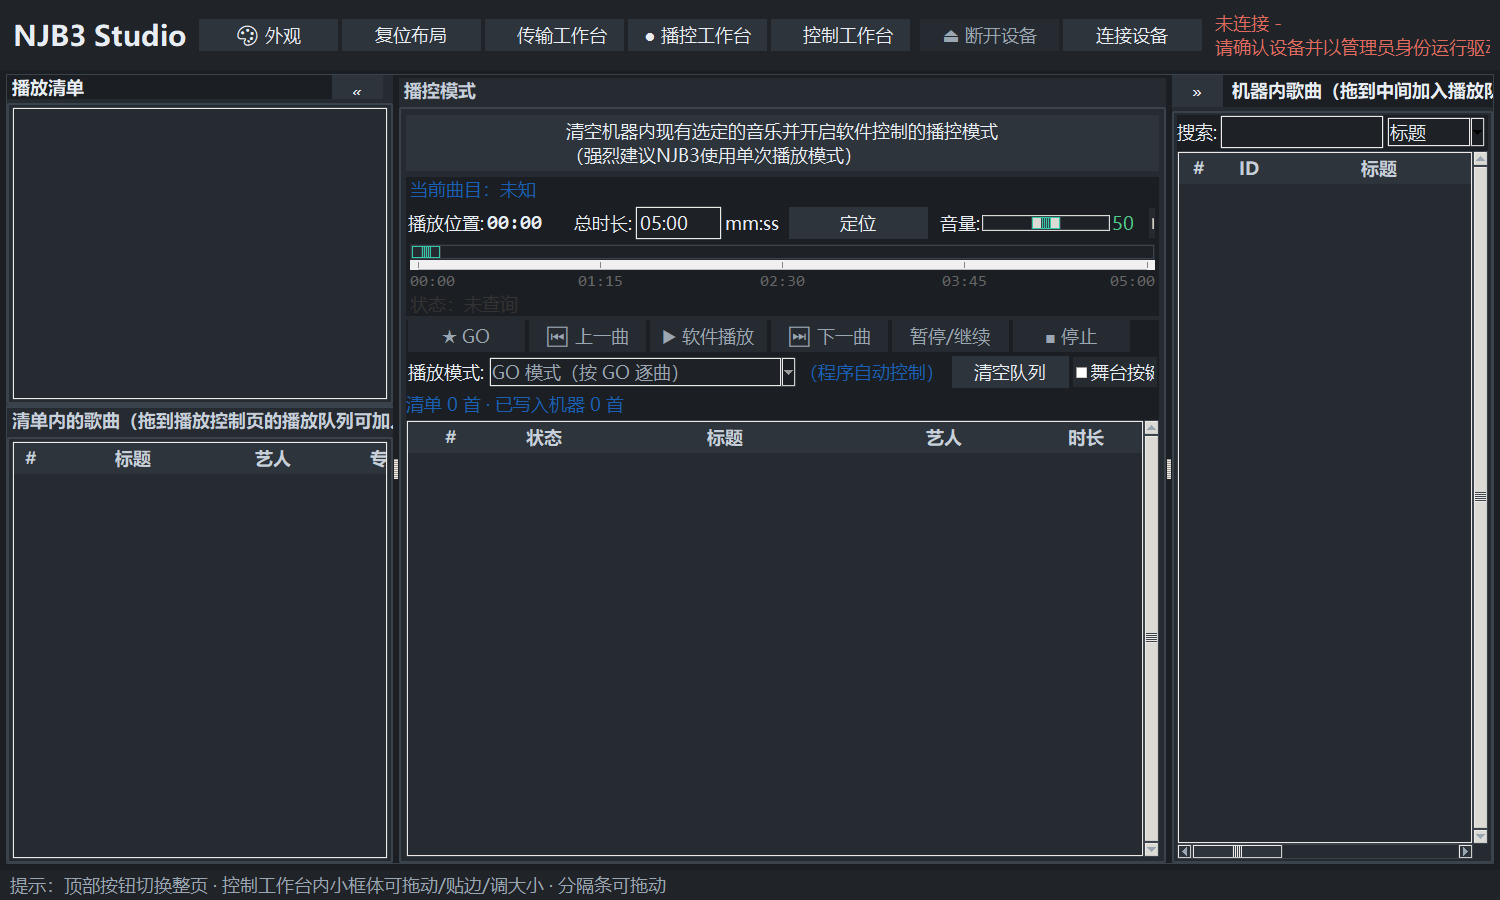 NJB3 Studio
外观
复位布局
传输工作台
● 播控工作台
控制工作台
⏏ 断开设备
连接设备
未连接 -
请确认设备并以管理员身份运行驱动
播放清单
«
播控模式
»
机器内歌曲（拖到中间加入播放队
清空机器内现有选定的音乐并开启软件控制的播控模式
（强烈建议NJB3使用单次播放模式）
搜索:
标题
# ID 标题
当前曲目：未知
播放位置: 00:00 总时长: 05:00 mm:ss 定位 音量: 50
00:00 01:15 02:30 03:45 05:00
状态：未查询
★ GO
⏮ 上一曲
▶ 软件播放
⏭ 下一曲
暂停/继续
■ 停止
播放模式: GO 模式（按 GO 逐曲） （程序自动控制） 清空队列 舞台按键
清单 0 首 · 已写入机器 0 首
# 状态 标题 艺人 时长
清单内的歌曲（拖到播放控制页的播放队列可加.
# 标题 艺人 专
提示：顶部按钮切换整页 · 控制工作台内小框体可拖动/贴边/调大小 · 分隔条可拖动